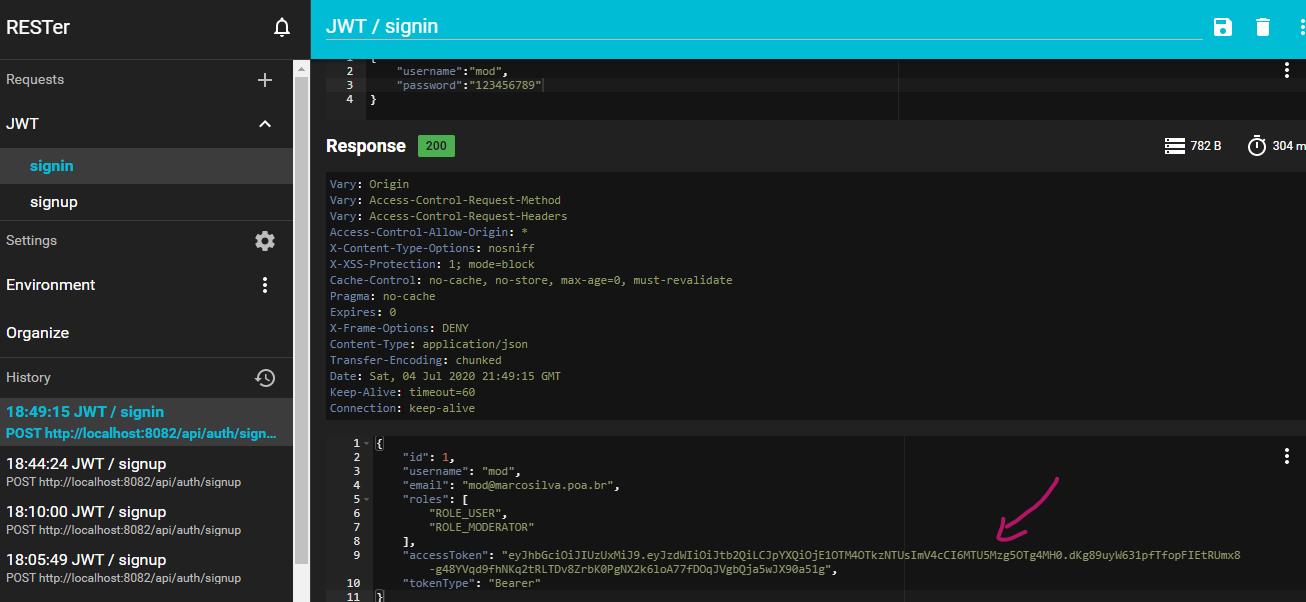 RESTer
JWT / signin
Requests
JWT
signin
signup
Settings
Environment
Organize
History
18:49:15 JWT / signin
POST http://localhost:8082/api/auth/sign...
18:44:24 JWT / signup
POST http://localhost:8082/api/auth/signup
18:10:00 JWT / signup
POST http://localhost:8082/api/auth/signup
18:05:49 JWT / signup
POST http://localhost:8082/api/auth/signup
2 "username":"mod",
3 "password":"123456789"
4 }
Response 200 782 B 304 m
Vary: Origin
Vary: Access-Control-Request-Method
Vary: Access-Control-Request-Headers
Access-Control-Allow-Origin: *
X-Content-Type-Options: nosniff
X-XSS-Protection: 1; mode=block
Cache-Control: no-cache, no-store, max-age=0, must-revalidate
Pragma: no-cache
Expires: 0
X-Frame-Options: DENY
Content-Type: application/json
Transfer-Encoding: chunked
Date: Sat, 04 Jul 2020 21:49:15 GMT
Keep-Alive: timeout=60
Connection: keep-alive
1 {
2 "id": 1,
3 "username": "mod",
4 "email": "mod@marcosilva.poa.br",
5 "roles": [
6 "ROLE_USER",
7 "ROLE_MODERATOR"
8 ],
9 "accessToken": "eyJhbGciOiJIUzUxMiJ9.eyJzdWIiOiJtb2QiLCJpYXQiOjE1OTM4OTkzNTUsImV4cCI6MTU5Mzg5OTg4MH0.dKg89uyW631pfTfopFIEtRUmx8
-g48YVqd9fhNKq2tRLTDv8ZrbK0PgNX2k6loA77fDOqJVgbQja5wJX90a51g",
10 "tokenType": "Bearer"
11 }